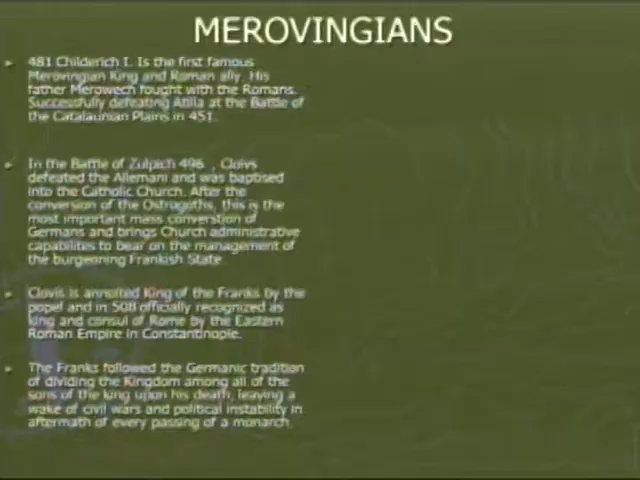 MEROVINGIANS
481 Childerich I. Is the first famous
Merovingian King and Roman ally. His
father Merowech fought with the Romans.
Successfully defeating Atilla at the Battle of
the Catalaunian Plains in 451.
In the Battle of Zulpich 496 , Cloivs
defeated the Allemani and was baptised
into the Catholic Church. After the
conversion of the Ostrogoths, this is the
most important mass converstion of
Germans and brings Church administrative
capabilites to bear on the management of
the burgeoning Frankish State
Clovis is annoited King of the Franks by the
popel and in 508 officially recognized as
king and consul of Rome by the Eastern
Roman Empire in Constantinople.
The Franks followed the Germanic tradition
of dividing the Kingdom among all of the
sons of the king upon his death, leaving a
wake of civil wars and political instability in
aftermath of every passing of a monarch.